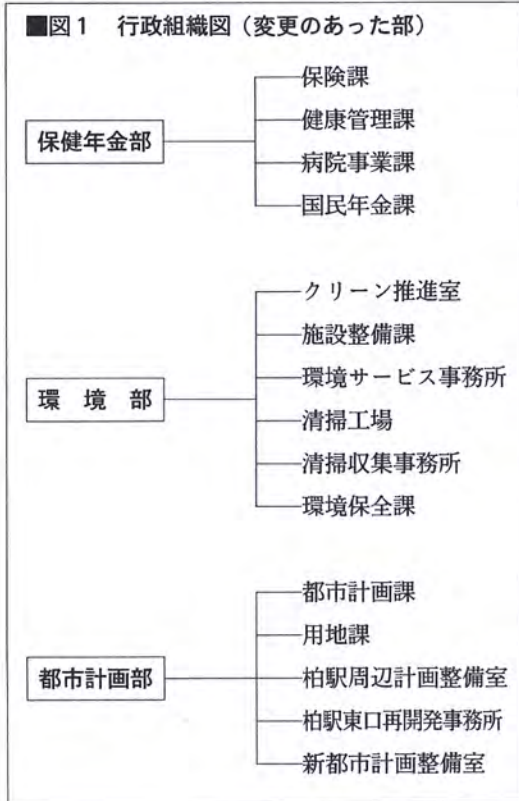 ■図1 行政組織図（変更のあった部）
保健年金部
保険課
健康管理課
病院事業課
国民年金課
環境部
クリーン推進室
施設整備課
環境サービス事務所
清掃工場
清掃収集事務所
環境保全課
都市計画部
都市計画課
用地課
柏駅周辺計画整備室
柏駅東口再開発事務所
新都市計画整備室